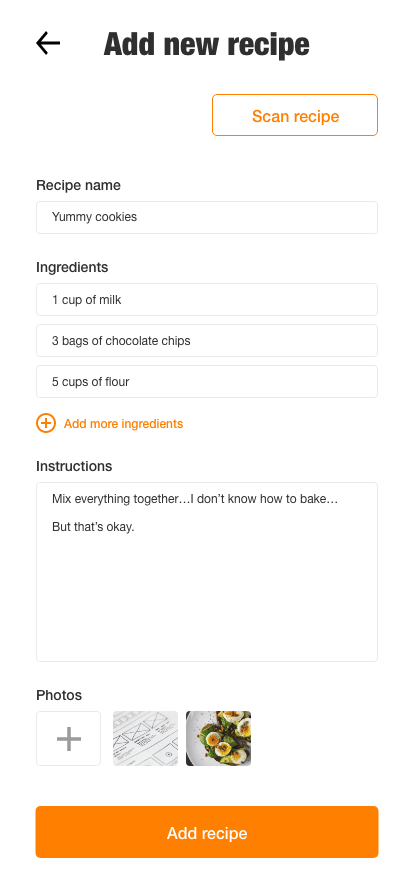 Add new recipe
Scan recipe
Recipe name
Yummy cookies
Ingredients
1 cup of milk
3 bags of chocolate chips
5 cups of flour
Add more ingredients
Instructions
Mix everything together...I don't know how to bake...
But that's okay.
Photos
Add recipe